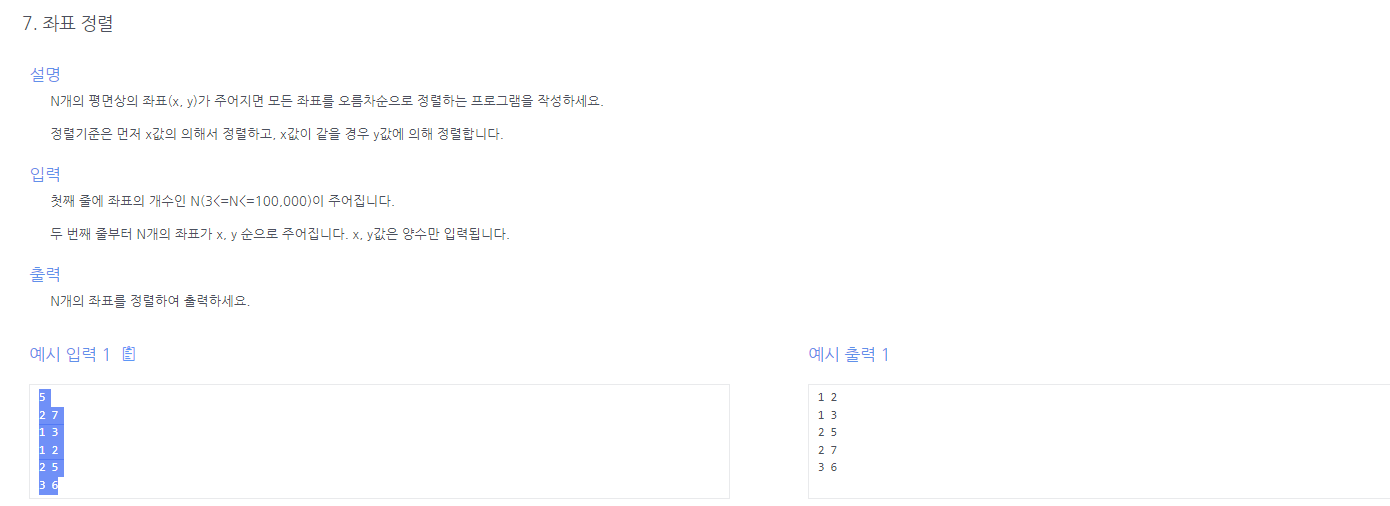 7. 좌표 정렬
설명
N개의 평면상의 좌표(x, y)가 주어지면 모든 좌표를 오름차순으로 정렬하는 프로그램을 작성하세요.
정렬기준은 먼저 x값의 의해서 정렬하고, x값이 같을 경우 y값에 의해 정렬합니다.
입력
첫째 줄에 좌표의 개수인 N(3<=N<=100,000)이 주어집니다.
두 번째 줄부터 N개의 좌표가 x, y 순으로 주어집니다. x, y값은 양수만 입력됩니다.
출력
N개의 좌표를 정렬하여 출력하세요.
예시 입력 1
5
2 7
1 3
1 2
2 5
3 6
예시 출력 1
1 2
1 3
2 5
2 7
3 6